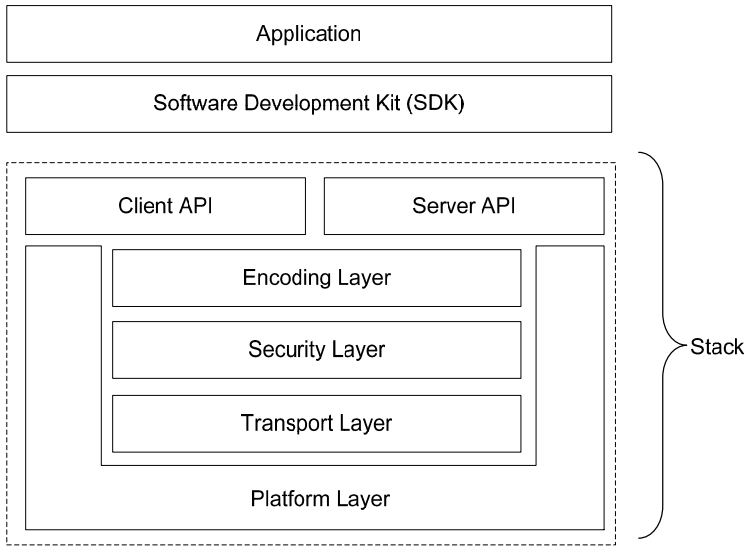 Application
Software Development Kit (SDK)
Client API
Server API
Encoding Layer
Security Layer
Stack
Transport Layer
Platform Layer